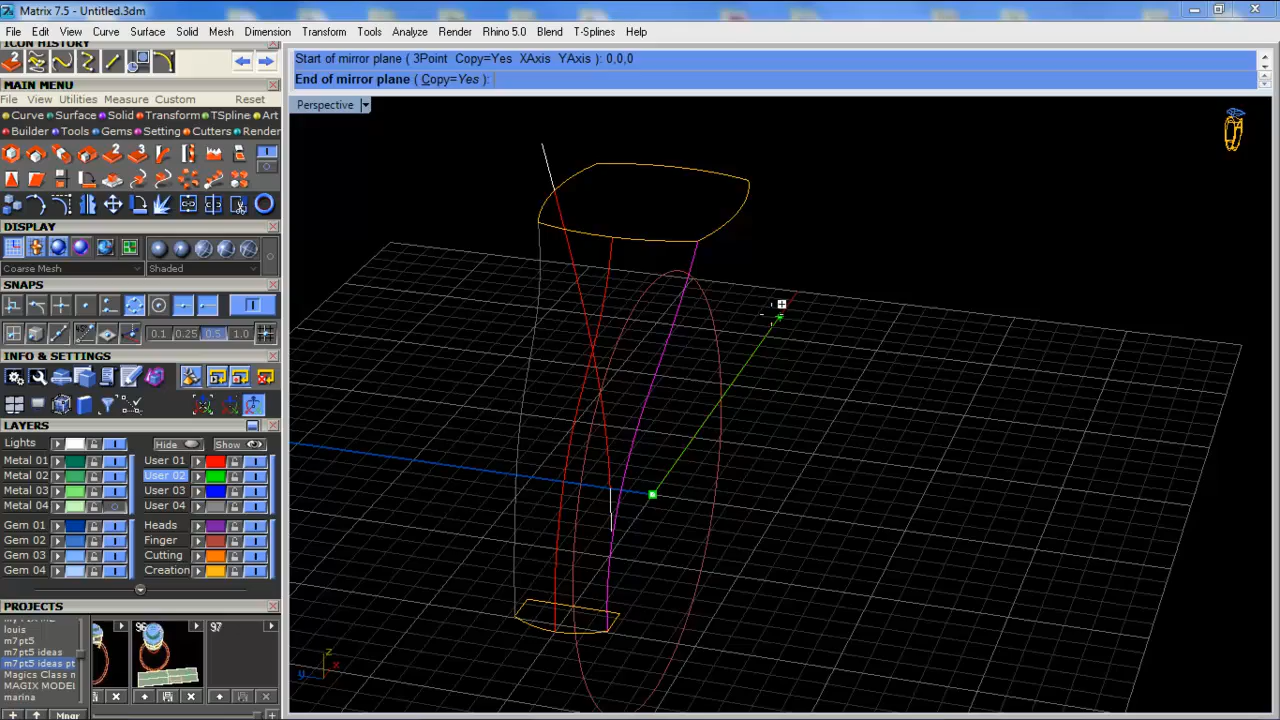 Matrix 7.5 - Untitled.3dm
File Edit View Curve Surface Solid Mesh Dimension Transform Tools Analyze Render Rhino 5.0 Blend T-Splines Help
ICON HISTORY
Start of mirror plane ( 3Point Copy=Yes XAxis YAxis ): 0,0,0
End of mirror plane ( Copy=Yes ):
MAIN MENU
File View Utilities Measure Custom Reset
Curve Surface Solid Transform TSpline Art
Builder Tools Gems Setting Cutters Render
Perspective
DISPLAY
Coarse Mesh Shaded
SNAPS
0.1 0.25 0.5 1.0
INFO & SETTINGS
LAYERS
Lights Hide Show
Metal 01 User 01
Metal 02 User 02
Metal 03 User 03
Metal 04 User 04
Gem 01 Heads
Gem 02 Finger
Gem 03 Cutting
Gem 04 Creation
PROJECTS
louis
m7pt5
m7pt5 ideas
m7pt5 ideas pt
Magics Class n
MAGIX MODEL
marina
96
97
Mngr
z
x
y